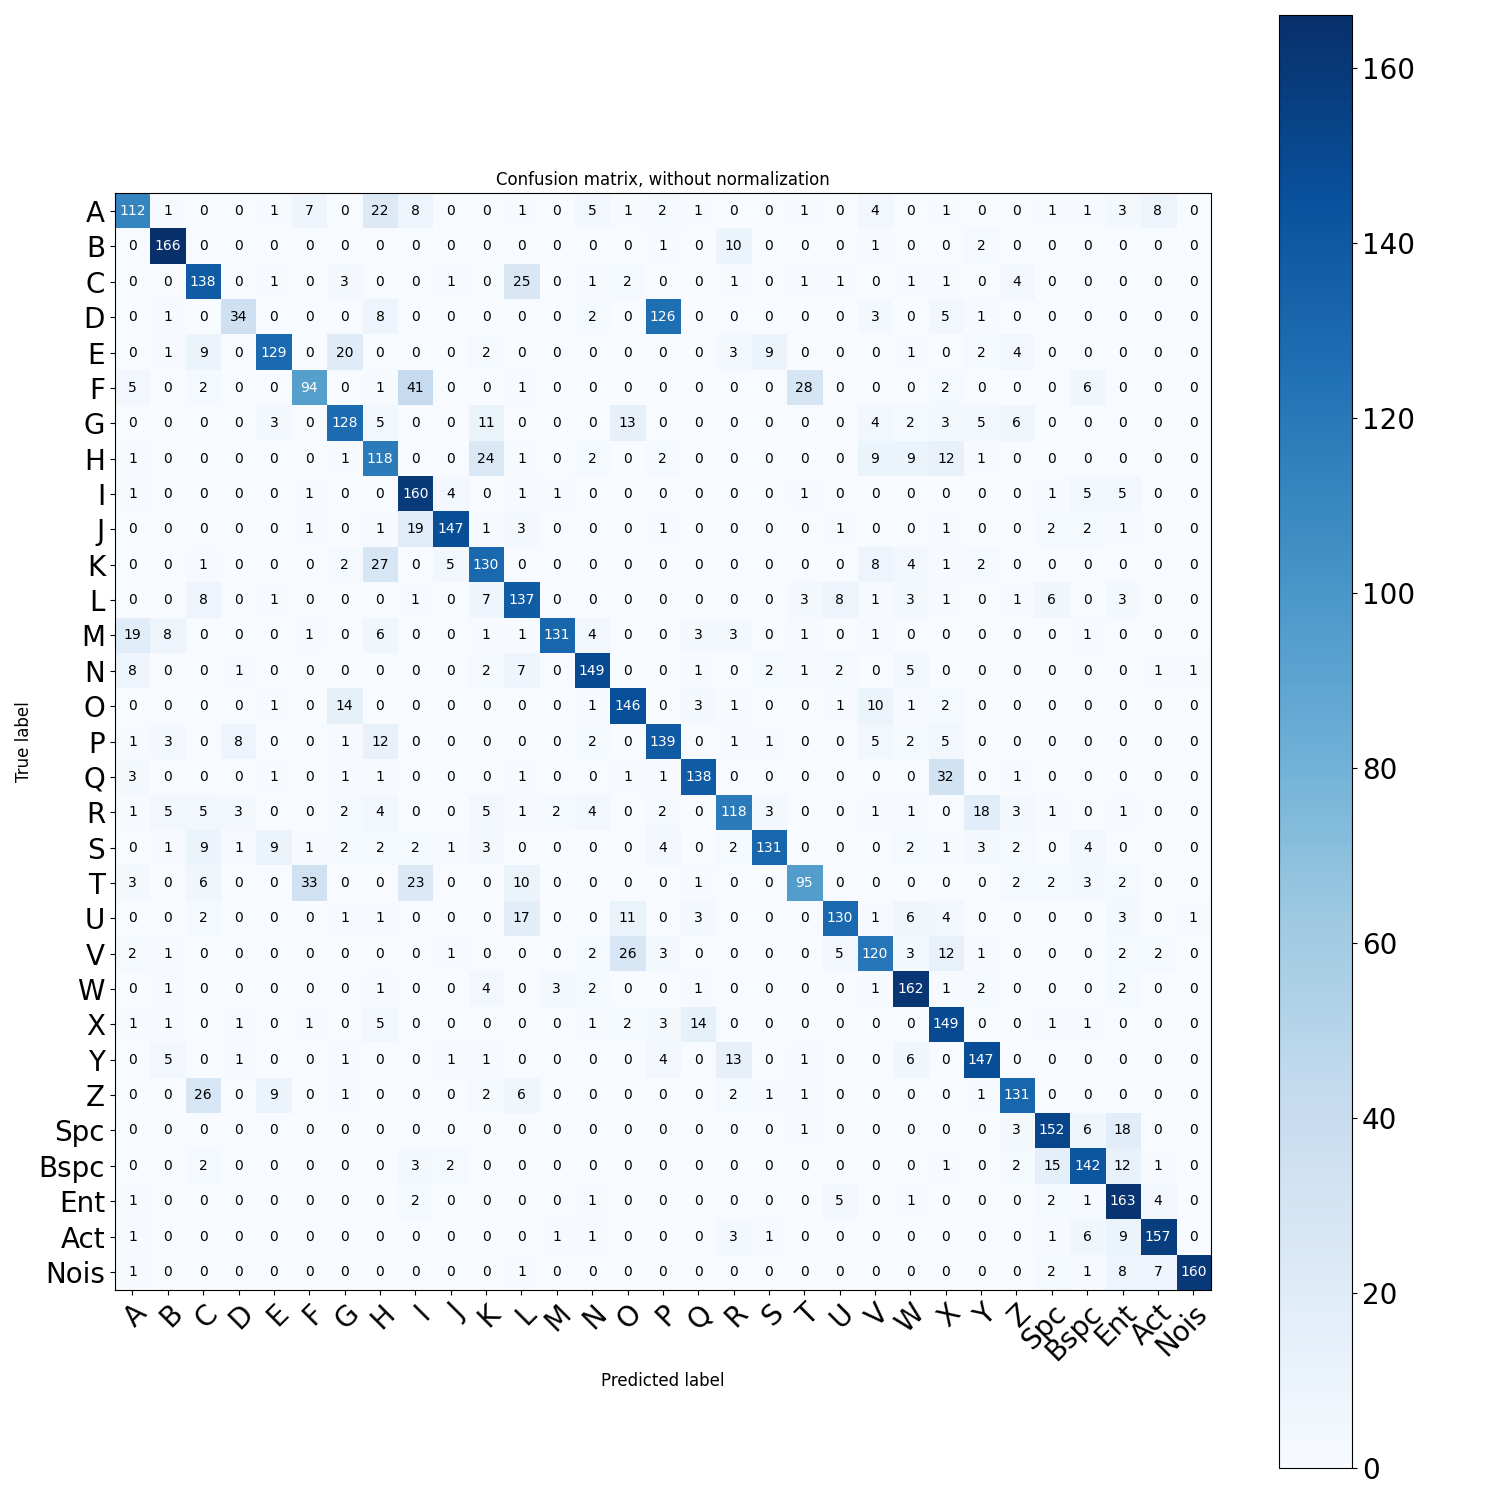 Confusion matrix, without normalization
A 112 1 0 0 1 7 0 22 8 0 0 1 0 5 1 2 1 0 0 1 0 4 0 1 0 0 1 1 3 8 0
B 0 166 0 0 0 0 0 0 0 0 0 0 0 0 0 1 0 10 0 0 0 1 0 0 2 0 0 0 0 0 0
C 0 0 138 0 1 0 3 0 0 1 0 25 0 1 2 0 0 1 0 1 1 0 1 1 0 4 0 0 0 0 0
D 0 1 0 34 0 0 0 8 0 0 0 0 0 2 0 126 0 0 0 0 0 3 0 5 1 0 0 0 0 0 0
E 0 1 9 0 129 0 20 0 0 0 2 0 0 0 0 0 0 3 9 0 0 0 1 0 2 4 0 0 0 0 0
F 5 0 2 0 0 94 0 1 41 0 0 1 0 0 0 0 0 0 0 28 0 0 0 2 0 0 0 6 0 0 0
G 0 0 0 0 3 0 128 5 0 0 11 0 0 0 13 0 0 0 0 0 0 4 2 3 5 6 0 0 0 0 0
H 1 0 0 0 0 0 1 118 0 0 24 1 0 2 0 2 0 0 0 0 0 9 9 12 1 0 0 0 0 0 0
I 1 0 0 0 0 1 0 0 160 4 0 1 1 0 0 0 0 0 0 1 0 0 0 0 0 0 1 5 5 0 0
J 0 0 0 0 0 1 0 1 19 147 1 3 0 0 0 1 0 0 0 0 1 0 0 1 0 0 2 2 1 0 0
K 0 0 1 0 0 0 2 27 0 5 130 0 0 0 0 0 0 0 0 0 0 8 4 1 2 0 0 0 0 0 0
L 0 0 8 0 1 0 0 0 1 0 7 137 0 0 0 0 0 0 0 3 8 1 3 1 0 1 6 0 3 0 0
M 19 8 0 0 0 1 0 6 0 0 1 1 131 4 0 0 3 3 0 1 0 1 0 0 0 0 0 1 0 0 0
N 8 0 0 1 0 0 0 0 0 0 2 7 0 149 0 0 1 0 2 1 2 0 5 0 0 0 0 0 0 1 1
O 0 0 0 0 1 0 14 0 0 0 0 0 0 1 146 0 3 1 0 0 1 10 1 2 0 0 0 0 0 0 0
P 1 3 0 8 0 0 1 12 0 0 0 0 0 2 0 139 0 1 1 0 0 5 2 5 0 0 0 0 0 0 0
Q 3 0 0 0 1 0 1 1 0 0 0 1 0 0 1 1 138 0 0 0 0 0 0 32 0 1 0 0 0 0 0
R 1 5 5 3 0 0 2 4 0 0 5 1 2 4 0 2 0 118 3 0 0 1 1 0 18 3 1 0 1 0 0
S 0 1 9 1 9 1 2 2 2 1 3 0 0 0 0 4 0 2 131 0 0 0 2 1 3 2 0 4 0 0 0
T 3 0 6 0 0 33 0 0 23 0 0 10 0 0 0 0 1 0 0 95 0 0 0 0 0 2 2 3 2 0 0
U 0 0 2 0 0 0 1 1 0 0 0 17 0 0 11 0 3 0 0 0 130 1 6 4 0 0 0 0 3 0 1
V 2 1 0 0 0 0 0 0 0 1 0 0 0 2 26 3 0 0 0 0 5 120 3 12 1 0 0 0 2 2 0
W 0 1 0 0 0 0 0 1 0 0 4 0 3 2 0 0 1 0 0 0 0 1 162 1 2 0 0 0 2 0 0
X 1 1 0 1 0 1 0 5 0 0 0 0 0 1 2 3 14 0 0 0 0 0 0 149 0 0 1 1 0 0 0
Y 0 5 0 1 0 0 1 0 0 1 1 0 0 0 0 4 0 13 0 1 0 0 6 0 147 0 0 0 0 0 0
Z 0 0 26 0 9 0 1 0 0 0 2 6 0 0 0 0 0 2 1 1 0 0 0 0 1 131 0 0 0 0 0
Spc 0 0 0 0 0 0 0 0 0 0 0 0 0 0 0 0 0 0 0 1 0 0 0 0 0 3 152 6 18 0 0
Bspc 0 0 2 0 0 0 0 0 3 2 0 0 0 0 0 0 0 0 0 0 0 0 0 1 0 2 15 142 12 1 0
Ent 1 0 0 0 0 0 0 0 2 0 0 0 0 1 0 0 0 0 0 0 5 0 1 0 0 0 2 1 163 4 0
Act 1 0 0 0 0 0 0 0 0 0 0 0 1 1 0 0 0 3 1 0 0 0 0 0 0 0 1 6 9 157 0
Nois 1 0 0 0 0 0 0 0 0 0 0 1 0 0 0 0 0 0 0 0 0 0 0 0 0 0 2 1 8 7 160
A B C D E F G H I J K L M N O P Q R S T U V W X Y Z Spc Bspc Ent Act Nois
Predicted label
True label
160
140
120
100
80
60
40
20
0